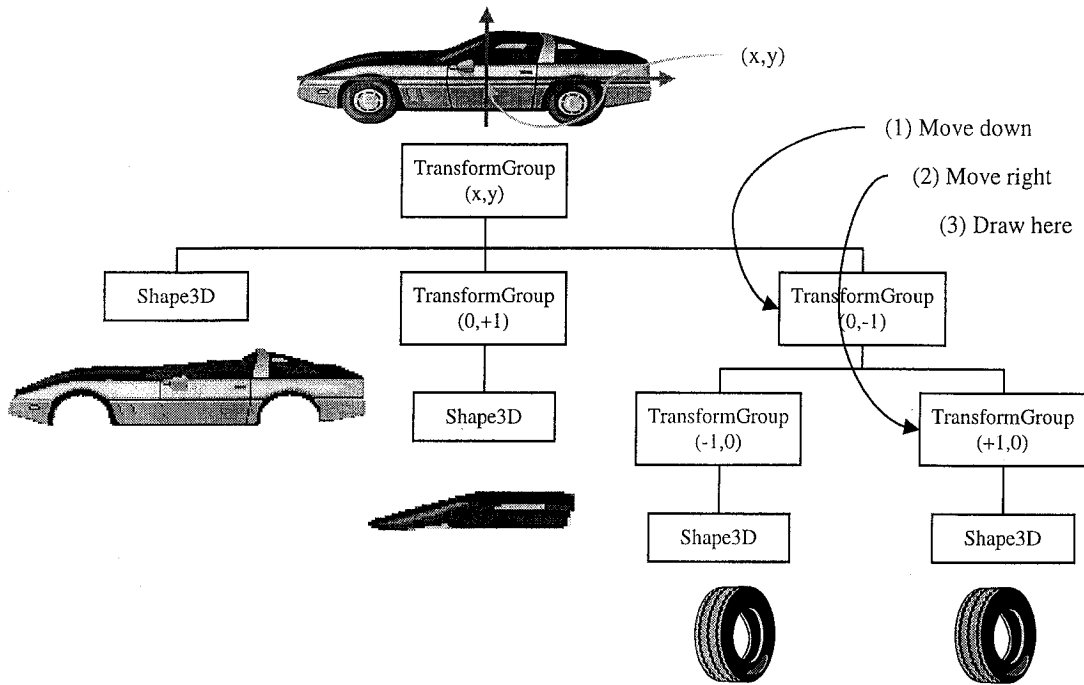 (x,y)
(1) Move down
TransformGroup
(x,y)
(2) Move right
(3) Draw here
Shape3D
TransformGroup
(0,+1)
TransformGroup
(0,-1)
Shape3D
TransformGroup
(-1,0)
TransformGroup
(+1,0)
Shape3D
Shape3D